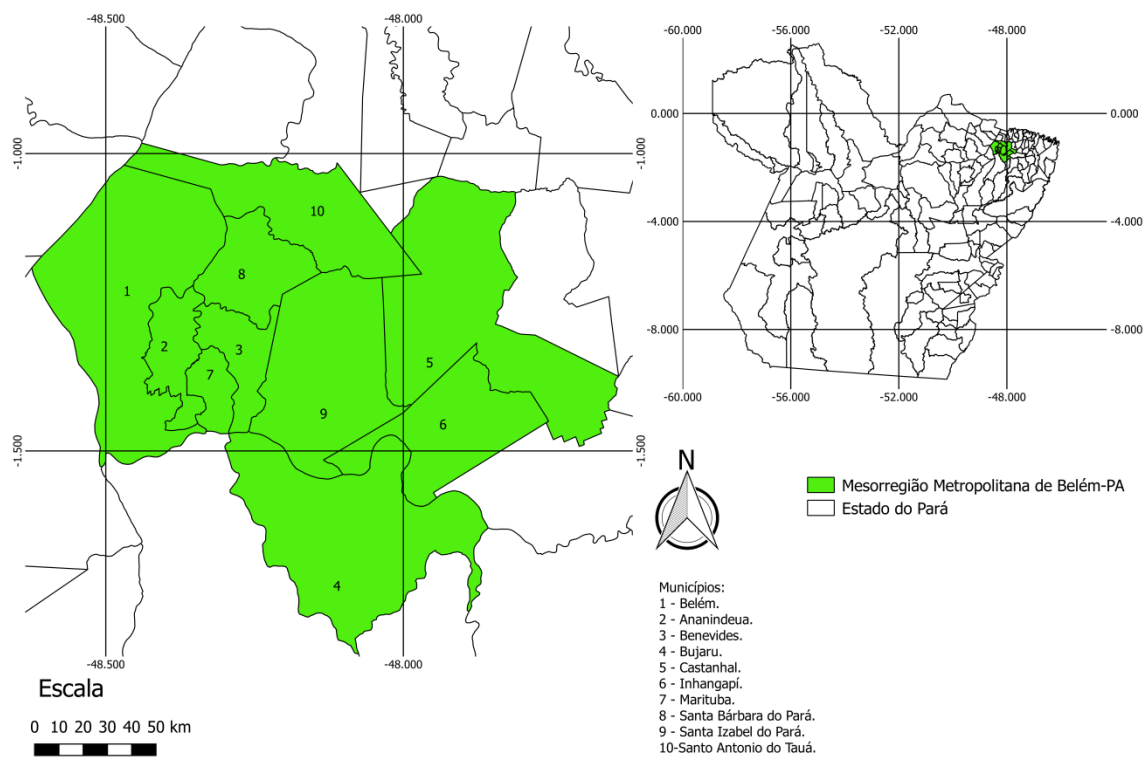 -48.500 -48.000
-1.000 -1.000
10
8
1
2
3
7
5
9
6
-1.500 -1.500
4
-48.500 -48.000
Escala
0 10 20 30 40 50 km
-60.000 -56.000 -52.000 -48.000
0.000 -0.000
-4.000 -4.000
-8.000 -8.000
-60.000 -56.000 -52.000 -48.000
N
Mesorregião Metropolitana de Belém-PA
Estado do Pará
Municípios:
1 - Belém.
2 - Ananindeua.
3 - Benevides.
4 - Bujaru.
5 - Castanhal.
6 - Inhangapí.
7 - Marituba.
8 - Santa Bárbara do Pará.
9 - Santa Izabel do Pará.
10-Santo Antonio do Tauá.